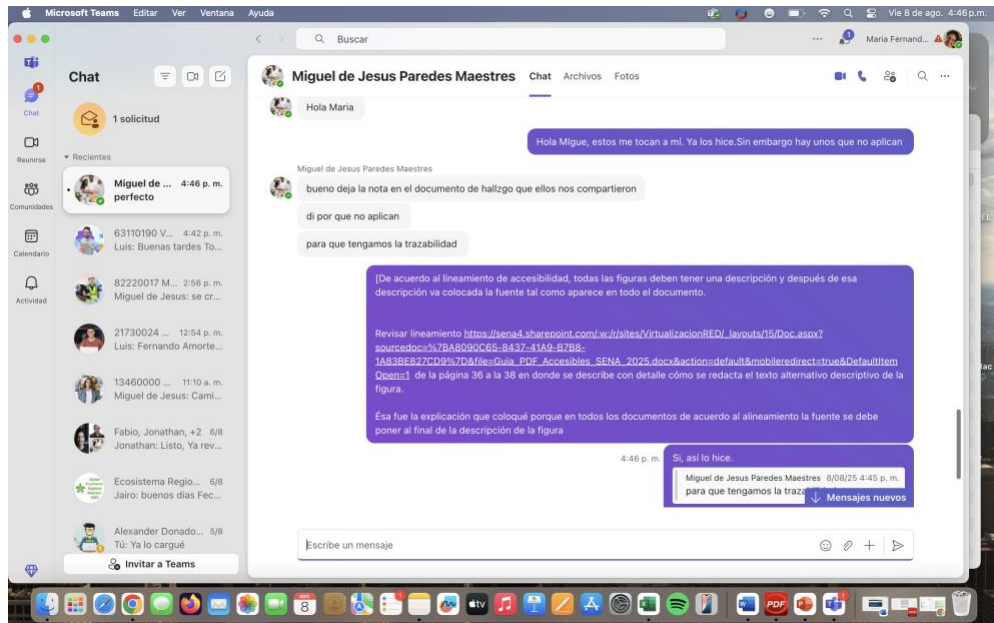 Microsoft Teams Editar Ver Ventana Ayuda
Vie 8 de ago. 4:46 p.m.
Buscar
Maria Fernand...
Chat
Reunirse
Comunidades
Calendario
Actividad
Chat
1 solicitud
Recientes
Miguel de ... 4:46 p. m.
perfecto
63110190 V... 4:42 p. m.
Luis: Buenas tardes To...
82220017 M... 2:56 p. m.
Miguel de Jesus: se cr...
21730024 ... 12:54 p. m.
Luis: Fernando Amorte...
13460000 ... 11:10 a. m.
Miguel de Jesus: Cami...
Fabio, Jonathan, +2 6/8
Jonathan: Listo, Ya rev...
Ecosistema Regio... 6/8
Jairo: buenos dias Fec...
Alexander Donado... 5/8
Tú: Ya lo cargué
Invitar a Teams
Miguel de Jesus Paredes Maestres Chat Archivos Fotos
Hola Maria
Hola MIgue, estos me tocan a mí. Ya los hice.Sin embargo hay unos que no aplican
Miguel de Jesus Paredes Maestres
bueno deja la nota en el documento de hallzgo que ellos nos compartieron
di por que no aplican
para que tengamos la trazabilidad
[De acuerdo al lineamiento de accesibilidad, todas las figuras deben tener una descripción y después de esa
descripción va colocada la fuente tal como aparece en todo el documento.
Revisar lineamiento https://sena4.sharepoint.com/:w:/r/sites/VirtualizacionRED/_layouts/15/Doc.aspx?
sourcedoc=%7BA8090C65-8437-41A9-B7B8-
1A83BE827CD9%7D&file=Guia_PDF_Accesibles_SENA_2025.docx&action=default&mobileredirect=true&DefaultItem
Open=1 de la página 36 a la 38 en donde se describe con detalle cómo se redacta el texto alternativo descriptivo de la
figura.
Ésa fue la explicación que coloqué porque en todos los documentos de acuerdo al alineamiento la fuente se debe
poner al final de la descripción de la figura
4:46 p. m.
Si, así lo hice.
Miguel de Jesus Paredes Maestres 8/08/25 4:45 p. m.
para que tengamos la traza
Mensajes nuevos
Escribe un mensaje